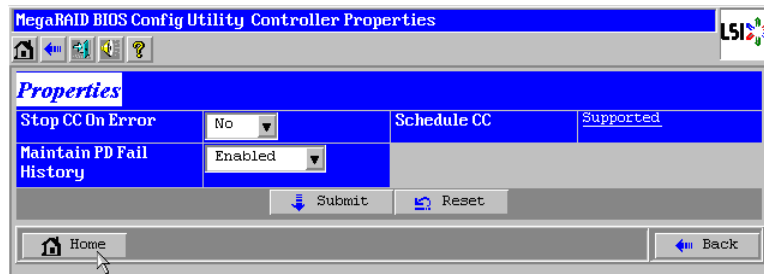 MegaRAID BIOS Config Utility Controller Properties
LSI
Properties
Stop CC On Error No Schedule CC Supported
Maintain PD Fail History Enabled
Submit Reset
Home Back